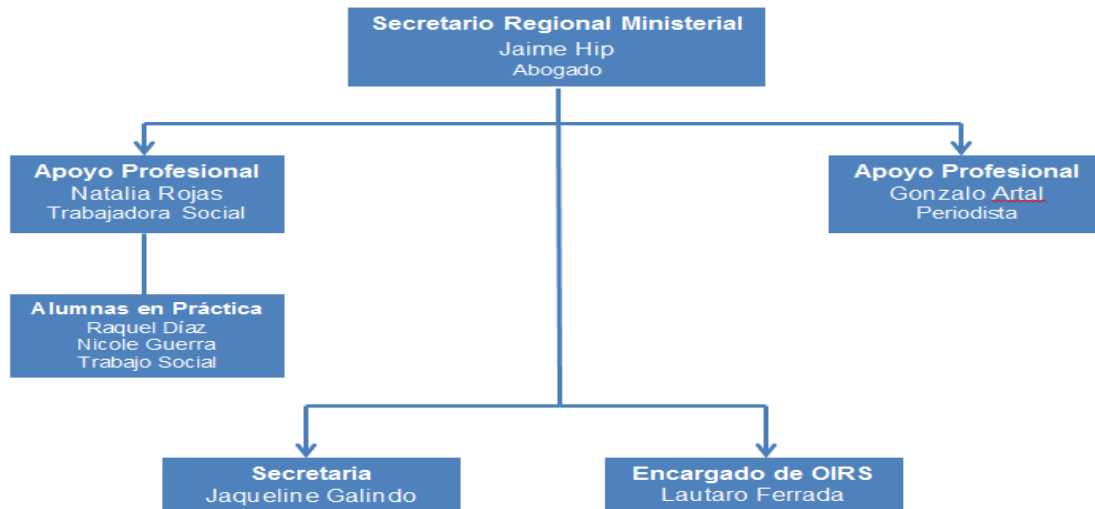 Secretario Regional Ministerial
Jaime Hip
Abogado
Apoyo Profesional
Natalia Rojas
Trabajadora Social
Apoyo Profesional
Gonzalo Artal
Periodista
Alumnas en Práctica
Raquel Díaz
Nicole Guerra
Trabajo Social
Secretaria
Jaqueline Galindo
Encargado de OIRS
Lautaro Ferrada